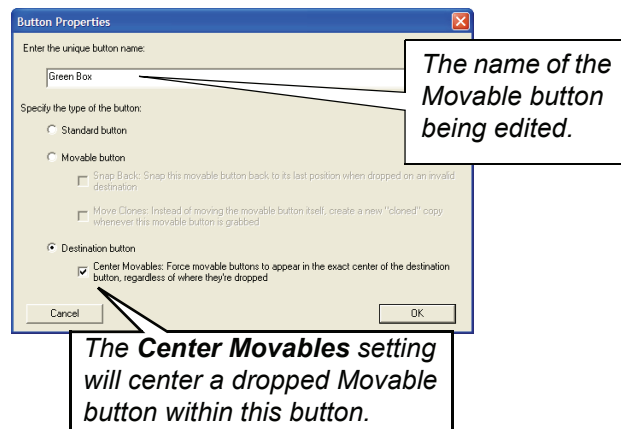 Button Properties
Enter the unique button name:
Green Box
The name of the
Movable button
being edited.
Specify the type of the button:
Standard button
Movable button
Snap Back: Snap this movable button back to its last position when dropped on an invalid
destination
Move Clones: Instead of moving the movable button itself, create a new "cloned" copy
whenever this movable button is grabbed
Destination button
Center Movables: Force movable buttons to appear in the exact center of the destination
button, regardless of where they're dropped
Cancel
OK
The Center Movables setting
will center a dropped Movable
button within this button.